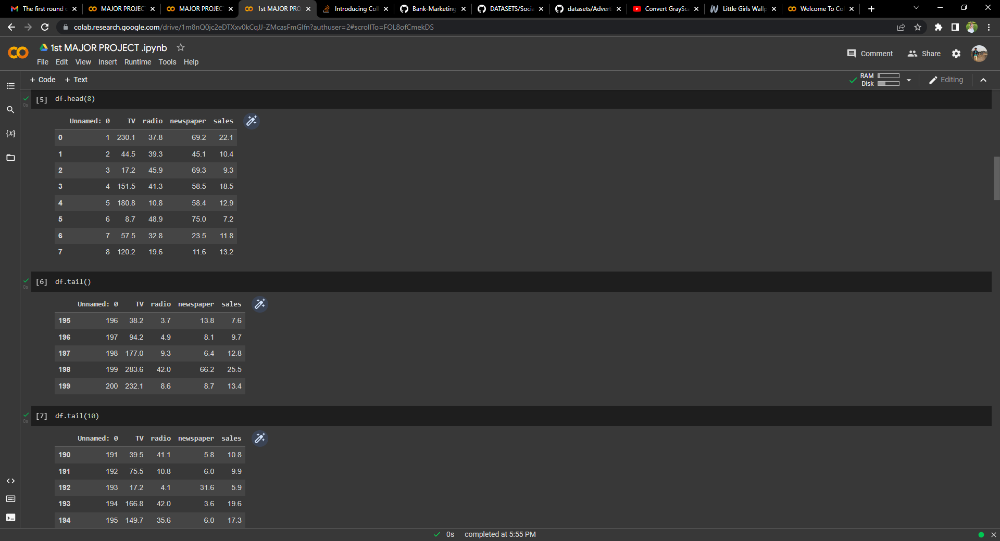 The first round c
MAJOR PROJEC
MAJOR PROJEC
1st MAJOR PRO
Introducing Coll
Bank-Marketing
DATASETS/Socia
datasets/Advert
Convert GraySca
Little Girls Wallp
Welcome To Col
colab.research.google.com/drive/1m8nQ0jc2eDTXxv0kCqJJ-ZMcasFmGlfn?authuser=2#scrollTo=FOL8ofCmekDS
1st MAJOR PROJECT .ipynb
Comment
Share
File Edit View Insert Runtime Tools Help
+ Code + Text
RAM
Disk
Editing
0s
[5] df.head(8)
Unnamed: 0 TV radio newspaper sales
0 1 230.1 37.8 69.2 22.1
1 2 44.5 39.3 45.1 10.4
2 3 17.2 45.9 69.3 9.3
3 4 151.5 41.3 58.5 18.5
4 5 180.8 10.8 58.4 12.9
5 6 8.7 48.9 75.0 7.2
6 7 57.5 32.8 23.5 11.8
7 8 120.2 19.6 11.6 13.2
0s
[6] df.tail()
Unnamed: 0 TV radio newspaper sales
195 196 38.2 3.7 13.8 7.6
196 197 94.2 4.9 8.1 9.7
197 198 177.0 9.3 6.4 12.8
198 199 283.6 42.0 66.2 25.5
199 200 232.1 8.6 8.7 13.4
0s
[7] df.tail(10)
Unnamed: 0 TV radio newspaper sales
190 191 39.5 41.1 5.8 10.8
191 192 75.5 10.8 6.0 9.9
192 193 17.2 4.1 31.6 5.9
193 194 166.8 42.0 3.6 19.6
194 195 149.7 35.6 6.0 17.3
0s completed at 5:55 PM